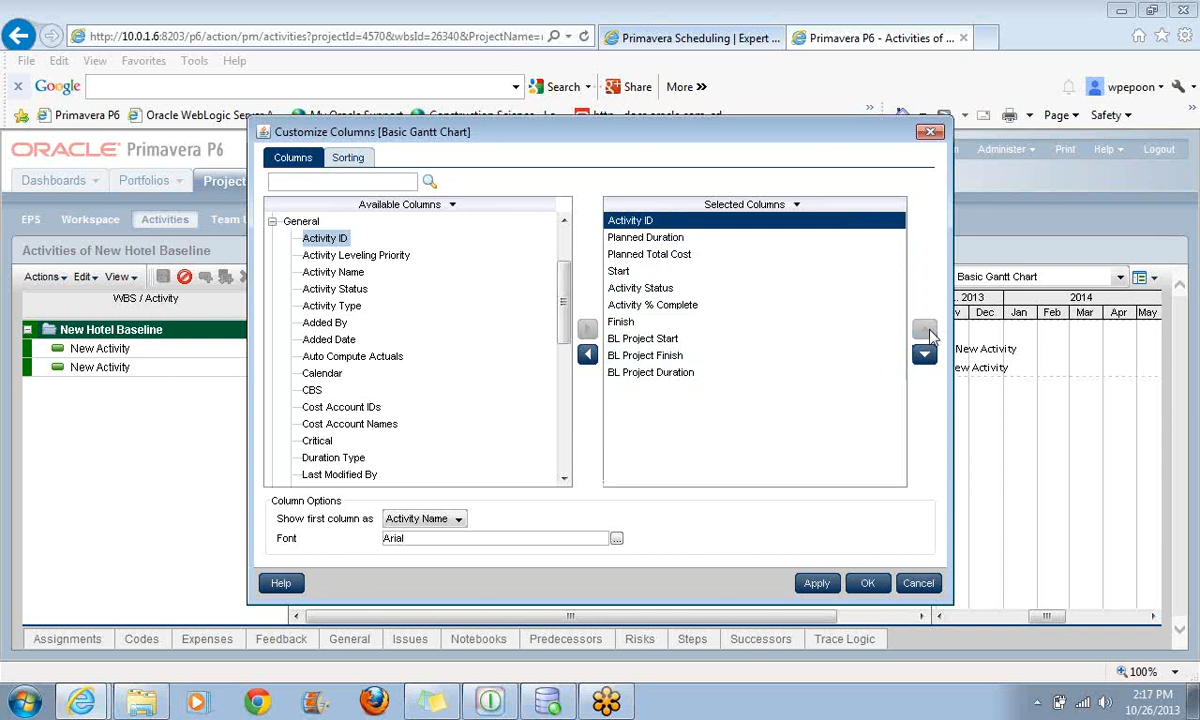 http://10.0.1.6:8203/p6/action/pm/activities?projectId=4570&wbsId=26340&ProjectName=
Primavera Scheduling | Expert ...
Primavera P6 - Activities of ...
File Edit View Favorites Tools Help
x Google Search Share More »
wpepoon
Primavera P6 Oracle WebLogic Page Safety
ORACLE Primavera P6
Administer Print Help Logout
Dashboards Portfolios Project
EPS Workspace Activities Team
Activities of New Hotel Baseline
Actions Edit View
Basic Gantt Chart
WBS / Activity
2013 2014
Dec Jan Feb Mar Apr May
New Hotel Baseline
New Activity
New Activity
New Activity
Customize Columns [Basic Gantt Chart]
Columns Sorting
Available Columns
General
Activity ID
Activity Leveling Priority
Activity Name
Activity Status
Activity Type
Added By
Added Date
Auto Compute Actuals
Calendar
CBS
Cost Account IDs
Cost Account Names
Critical
Duration Type
Last Modified By
Selected Columns
Activity ID
Planned Duration
Planned Total Cost
Start
Activity Status
Activity % Complete
Finish
BL Project Start
BL Project Finish
BL Project Duration
Column Options
Show first column as Activity Name
Font Arial ...
Help Apply OK Cancel
Assignments Codes Expenses Feedback General Issues Notebooks Predecessors Risks Steps Successors Trace Logic
100%
2:17 PM
10/26/2013